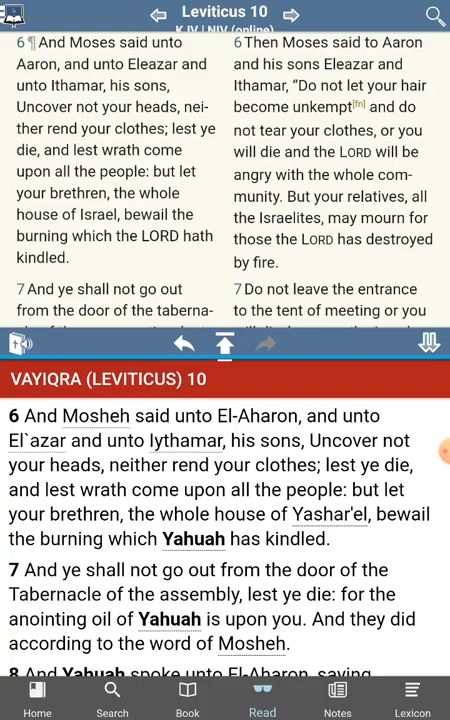 Leviticus 10
KJV | NIV (online)
6 ¶ And Moses said unto
Aaron, and unto Eleazar and
unto Ithamar, his sons,
Uncover not your heads, nei-
ther rend your clothes; lest ye
die, and lest wrath come
upon all the people: but let
your brethren, the whole
house of Israel, bewail the
burning which the LORD hath
kindled.
7 And ye shall not go out
from the door of the taberna-
6 Then Moses said to Aaron
and his sons Eleazar and
Ithamar, “Do not let your hair
become unkempt[fn] and do
not tear your clothes, or you
will die and the LORD will be
angry with the whole com-
munity. But your relatives, all
the Israelites, may mourn for
those the LORD has destroyed
by fire.
7 Do not leave the entrance
to the tent of meeting or you
VAYIQRA (LEVITICUS) 10
6 And Mosheh said unto El-Aharon, and unto
El`azar and unto Iythamar, his sons, Uncover not
your heads, neither rend your clothes; lest ye die,
and lest wrath come upon all the people: but let
your brethren, the whole house of Yashar'el, bewail
the burning which Yahuah has kindled.
7 And ye shall not go out from the door of the
Tabernacle of the assembly, lest ye die: for the
anointing oil of Yahuah is upon you. And they did
according to the word of Mosheh.
8 And Yahuah spoke unto El-Aharon, saying
Home
Search
Book
Read
Notes
Lexicon